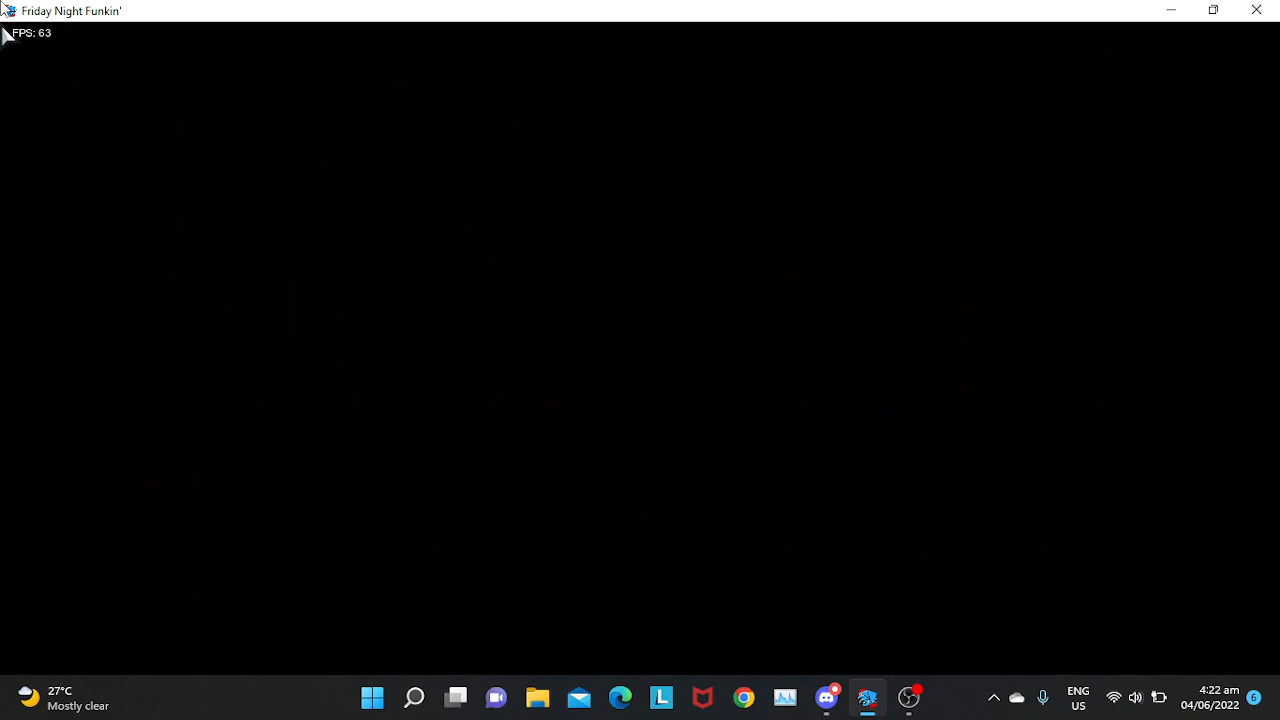 Friday Night Funkin'
FPS: 63
27°C
Mostly clear
L
ENG
US
4:22 am
04/06/2022
6